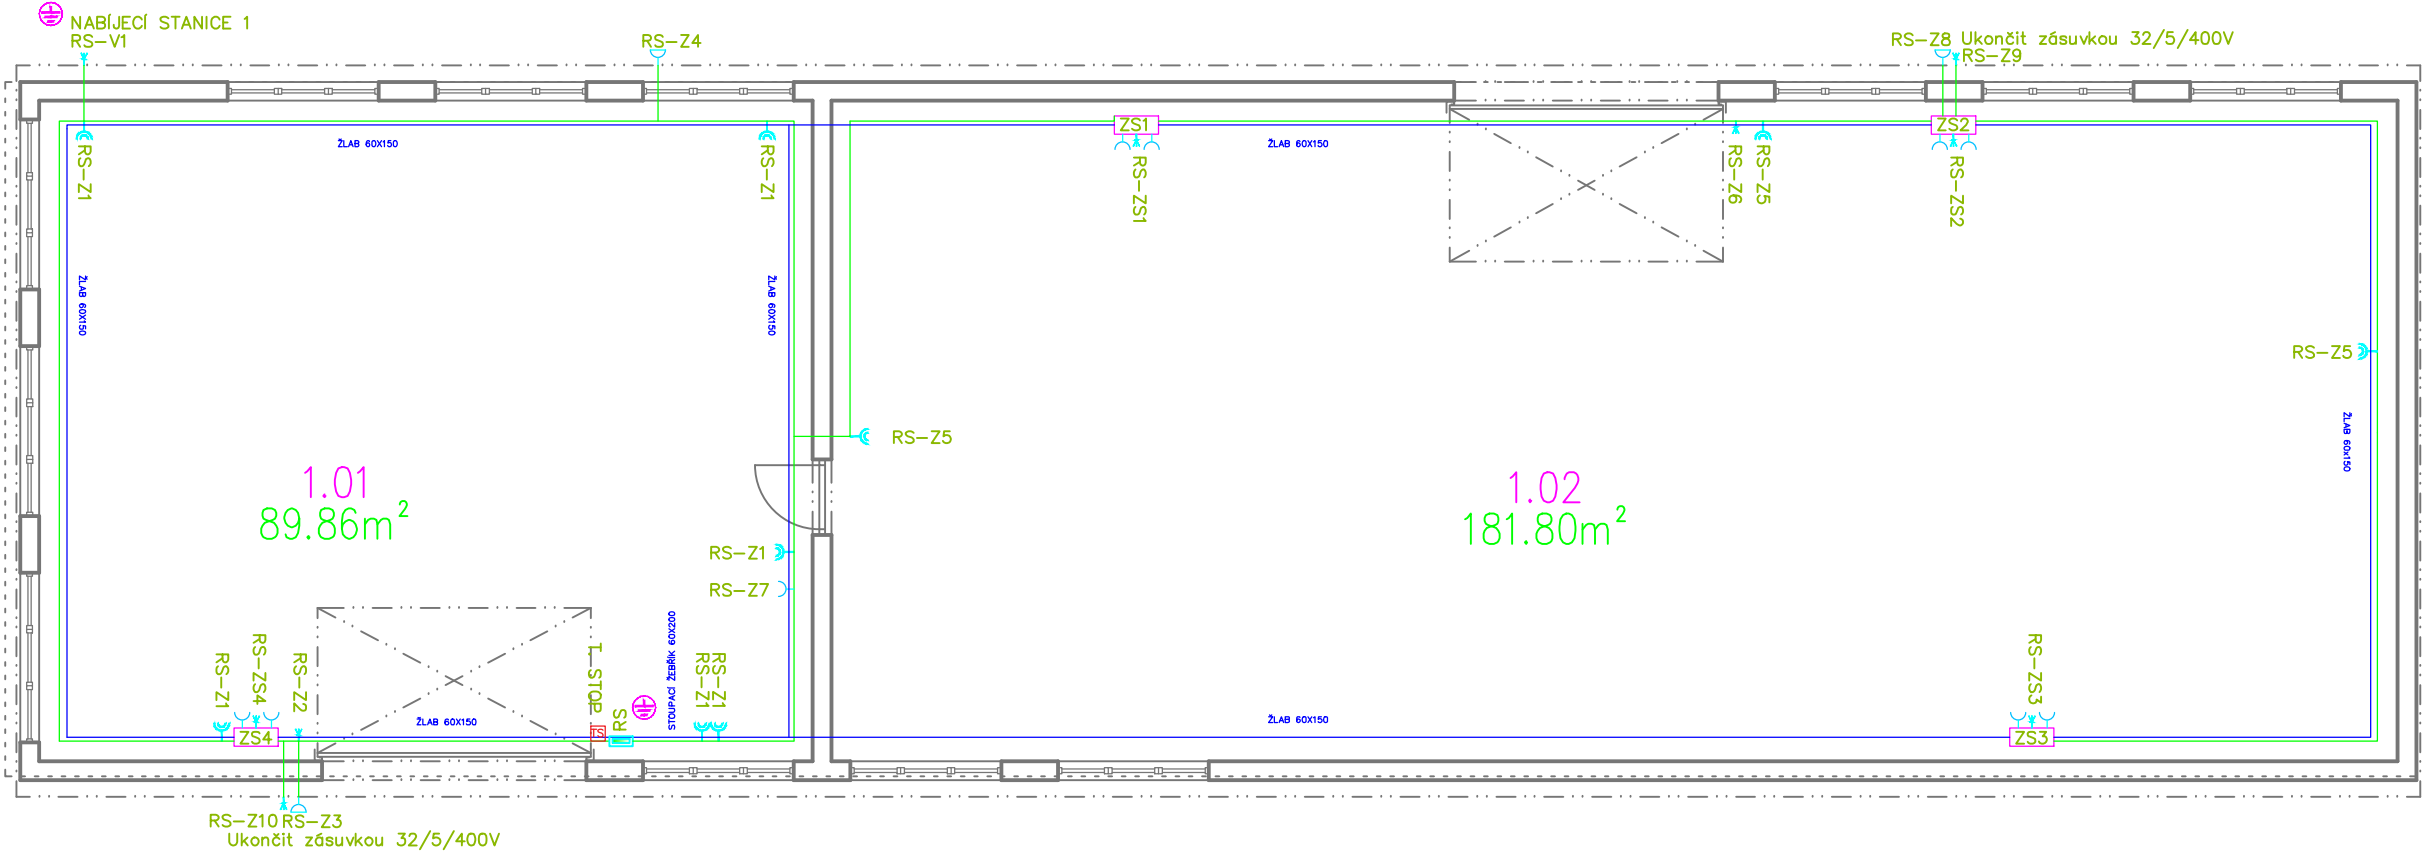 NABÍJECÍ STANICE 1
RS-V1
RS-Z4
RS-Z8
Ukončit zásuvkou 32/5/400V
RS-Z9
ŽLAB 60X150
ZS1
ŽLAB 60X150
ZS2
RS-Z1
RS-Z1
RS-ZS1
RS-Z6
RS-Z5
RS-ZS2
ŽLAB 60X150
ŽLAB 60X150
RS-Z5
RS-Z5
ŽLAB 60x150
1.01
89.86m²
1.02
181.80m²
RS-Z1
RS-Z7
RS-Z1
RS-ZS4
RS-Z2
T. STOP
RS
STOUPACÍ ŽEBŘÍK 60X200
RS-Z1
RS-Z1
RS-ZS3
ZS4
ŽLAB 60X150
TS
ŽLAB 60X150
ZS3
RS-Z10
RS-Z3
Ukončit zásuvkou 32/5/400V